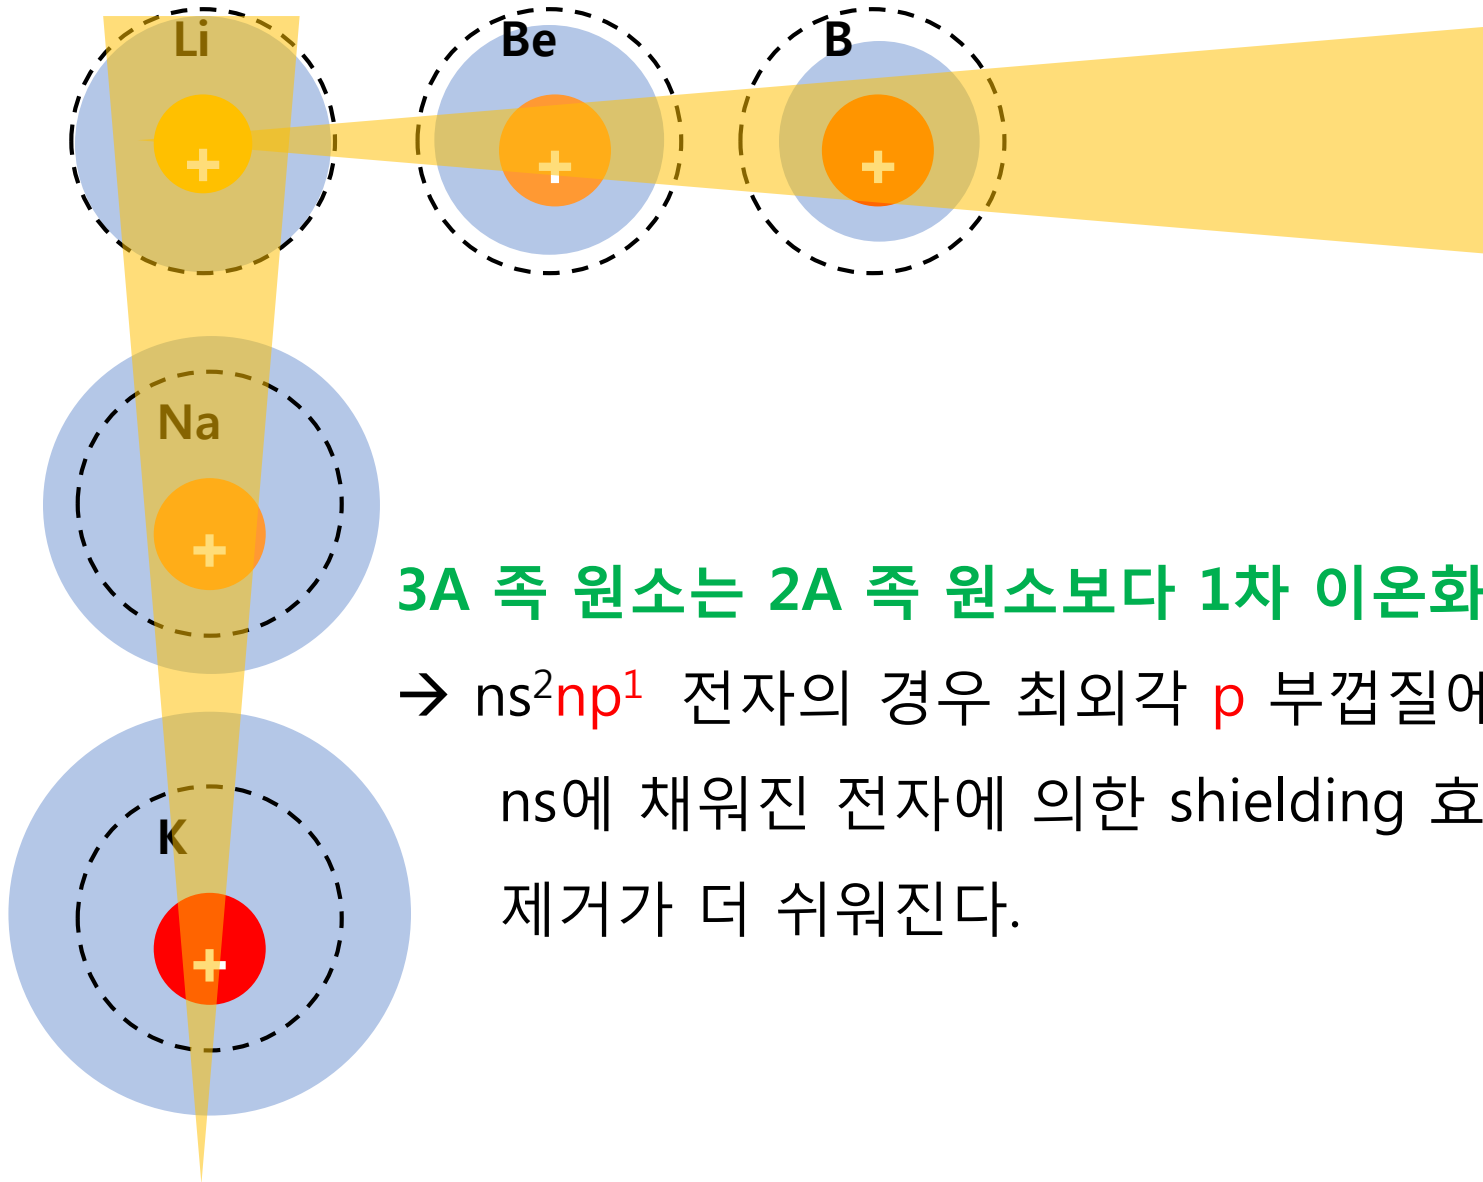 Li Be B
+ + +
Na
+
3A 족 원소는 2A 족 원소보다 1차 이온화
→ ns²np¹ 전자의 경우 최외각 p 부껍질에
K
ns에 채워진 전자에 의한 shielding 효
제거가 더 쉬워진다.
+